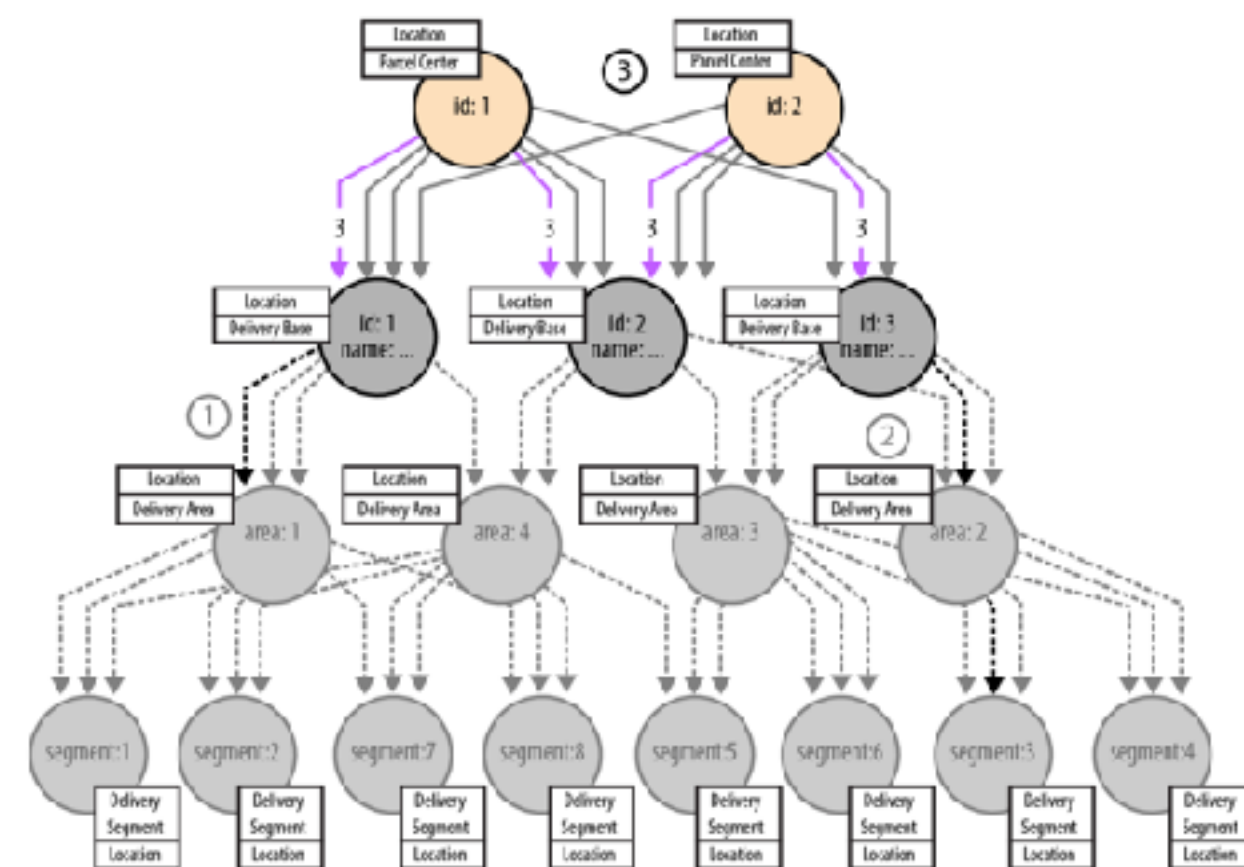 Location
Parcel Center
Location
Parcel Center
3
id: 1
id: 2
3
3
3
3
Location
Delivery Base
id: 1
name: ...
Location
Delivery Base
id: 2
name: ...
Location
Delivery Base
id: 3
name: ...
1
2
Location
Delivery Area
area: 1
Location
Delivery Area
area: 4
Location
Delivery Area
area: 3
Location
Delivery Area
area: 2
segment:1
segment:2
segment:7
segment:8
segment:5
segment:6
segment:3
segment:4
Delivery
Segment
Location
Delivery
Segment
Location
Delivery
Segment
Location
Delivery
Segment
Location
Delivery
Segment
Location
Delivery
Segment
Location
Delivery
Segment
Location
Delivery
Segment
Location